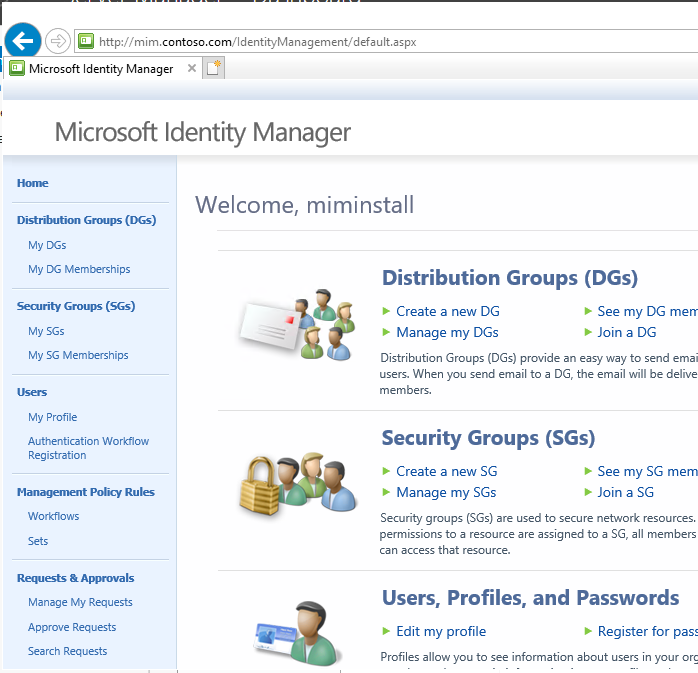 http://mim.contoso.com/IdentityManagement/default.aspx
Microsoft Identity Manager
Microsoft Identity Manager
Home
Distribution Groups (DGs)
My DGs
My DG Memberships
Security Groups (SGs)
My SGs
My SG Memberships
Users
My Profile
Authentication Workflow
Registration
Management Policy Rules
Workflows
Sets
Requests & Approvals
Manage My Requests
Approve Requests
Search Requests
Welcome, miminstall
Distribution Groups (DGs)
Create a new DG
See my DG mem
Manage my DGs
Join a DG
Distribution Groups (DGs) provide an easy way to send emai
users. When you send email to a DG, the email will be delive
members.
Security Groups (SGs)
Create a new SG
See my SG mem
Manage my SGs
Join a SG
Security groups (SGs) are used to secure network resources.
permissions to a resource are assigned to a SG, all members
can access that resource.
Users, Profiles, and Passwords
Edit my profile
Register for pass
Profiles allow you to see information about users in your org